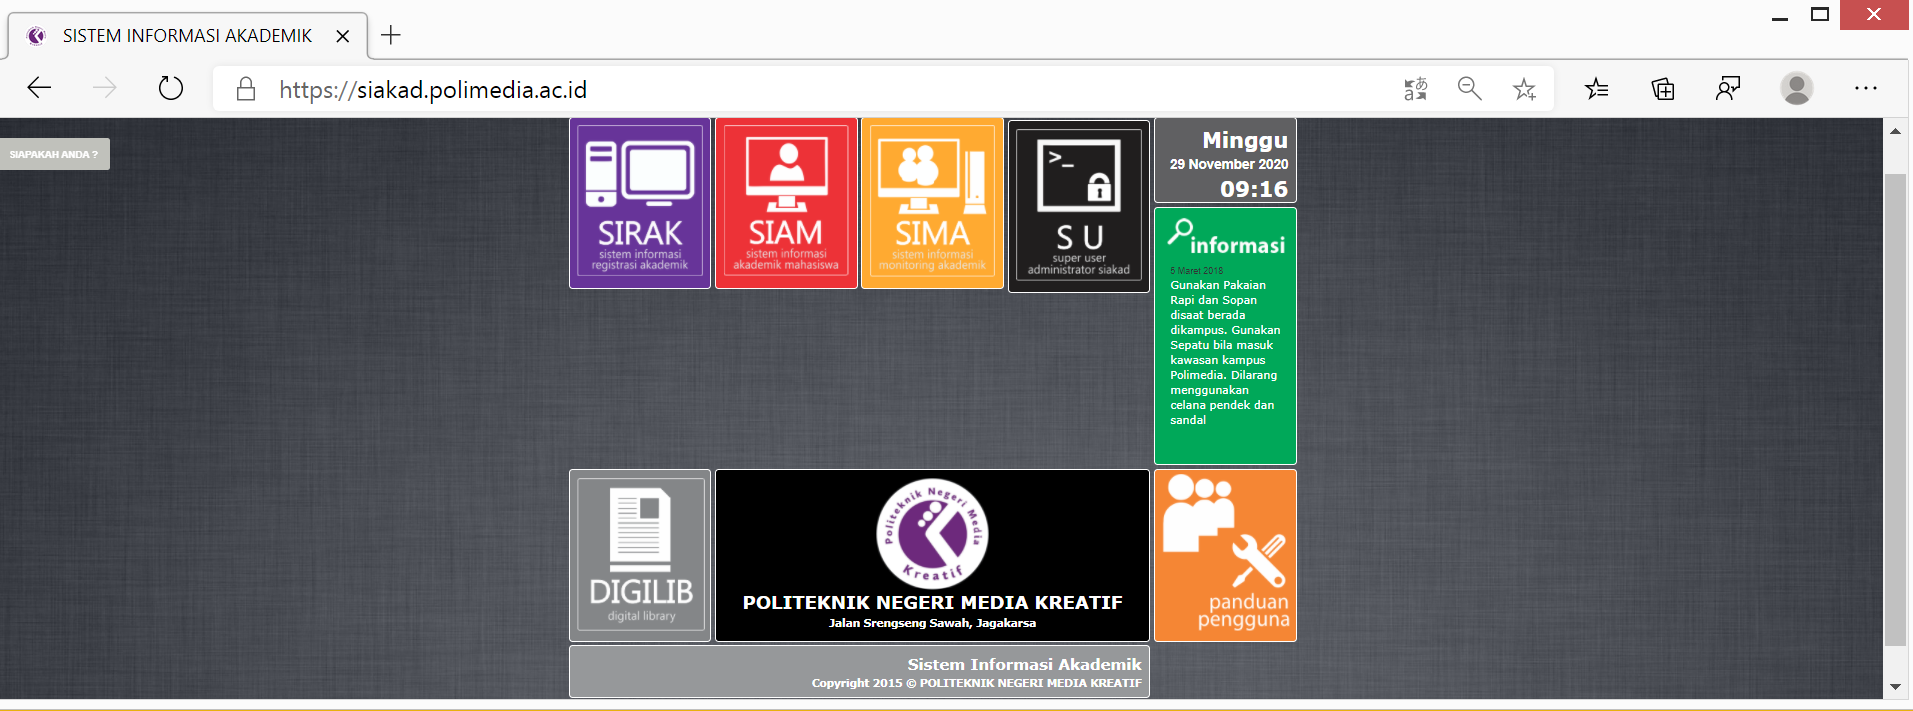 SISTEM INFORMASI AKADEMIK
https://siakad.polimedia.ac.id
SIAPAKAH ANDA ?
SIRAK
sistem informasi
registrasi akademik
SIAM
sistem informasi
akademik mahasiswa
SIMA
sistem informasi
monitoring akademik
>_
S U
super user
administrator siakad
Minggu
29 November 2020
09:16
informasi
5 Maret 2018
Gunakan Pakaian
Rapi dan Sopan
disaat berada
dikampus. Gunakan
Sepatu bila masuk
kawasan kampus
Polimedia. Dilarang
menggunakan
celana pendek dan
sandal
DIGILIB
digital library
Politeknik Negeri Media
Kreatif
POLITEKNIK NEGERI MEDIA KREATIF
Jalan Srengseng Sawah, Jagakarsa
panduan
pengguna
Sistem Informasi Akademik
Copyright 2015 © POLITEKNIK NEGERI MEDIA KREATIF